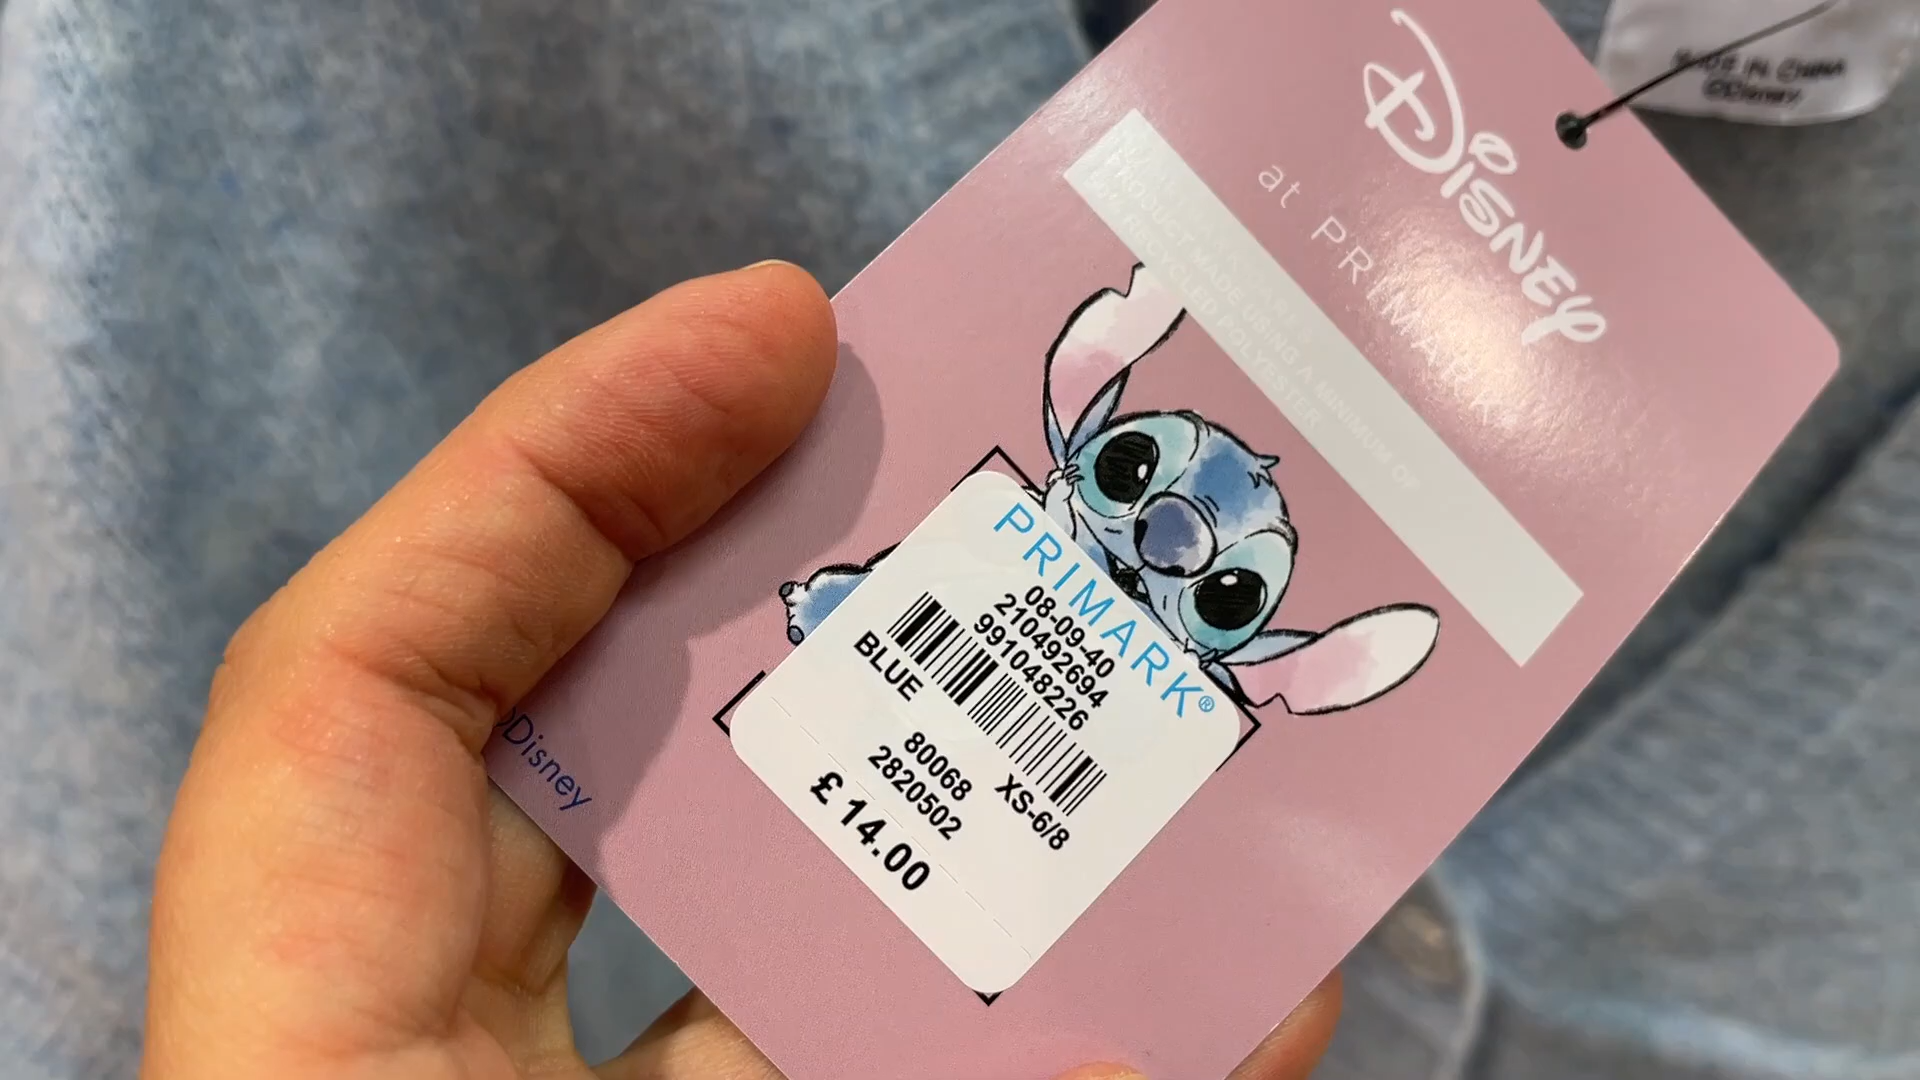 Disney
at PRIMARK
PRODUCT MADE USING A MINIMUM OF
RECYCLED POLYESTER
PRIMARK®
08-09-40
210492694
991048226
BLUE
80068 XS-6/8
2820502
£14.00
©Disney
MADE IN CHINA
©Disney